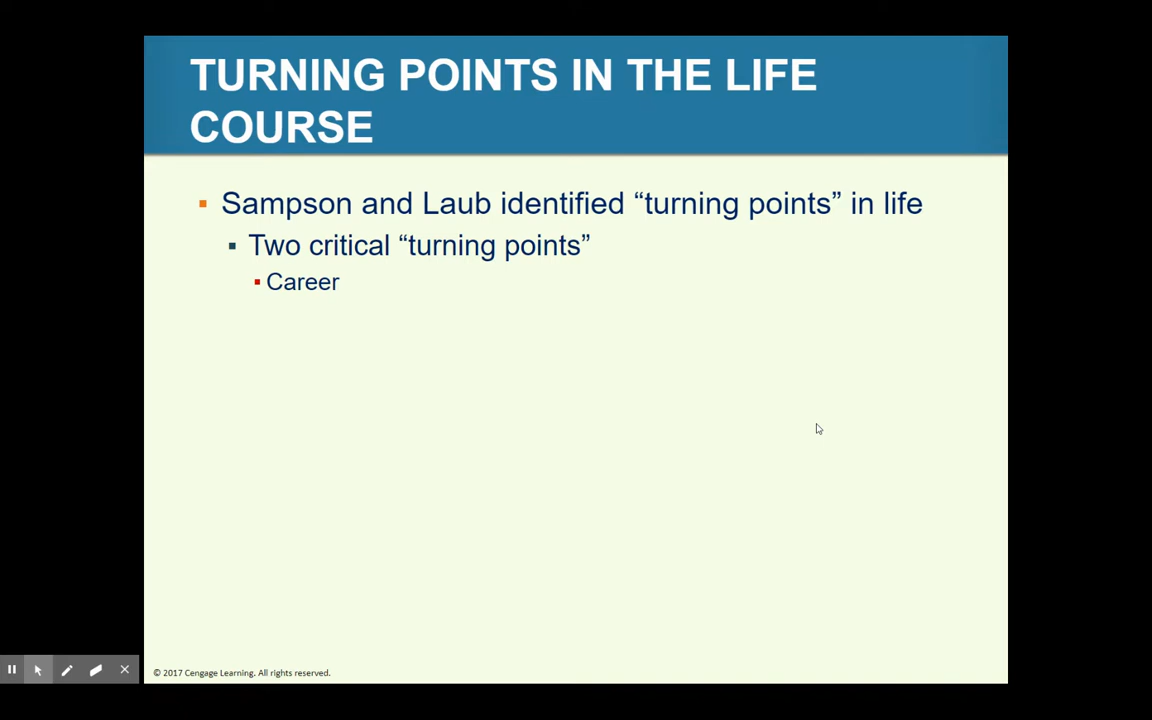 TURNING POINTS IN THE LIFE
COURSE
Sampson and Laub identified “turning points” in life
Two critical “turning points”
Career
© 2017 Cengage Learning. All rights reserved.